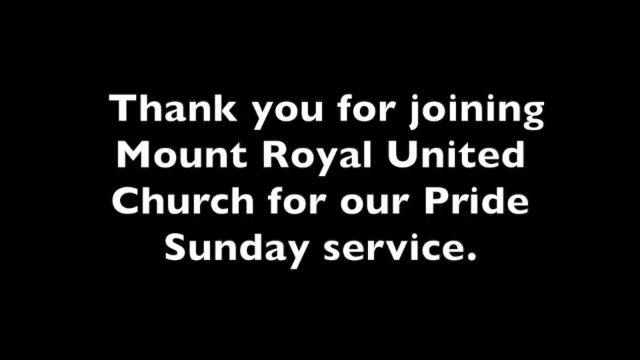 Thank you for joining
Mount Royal United
Church for our Pride
Sunday service.